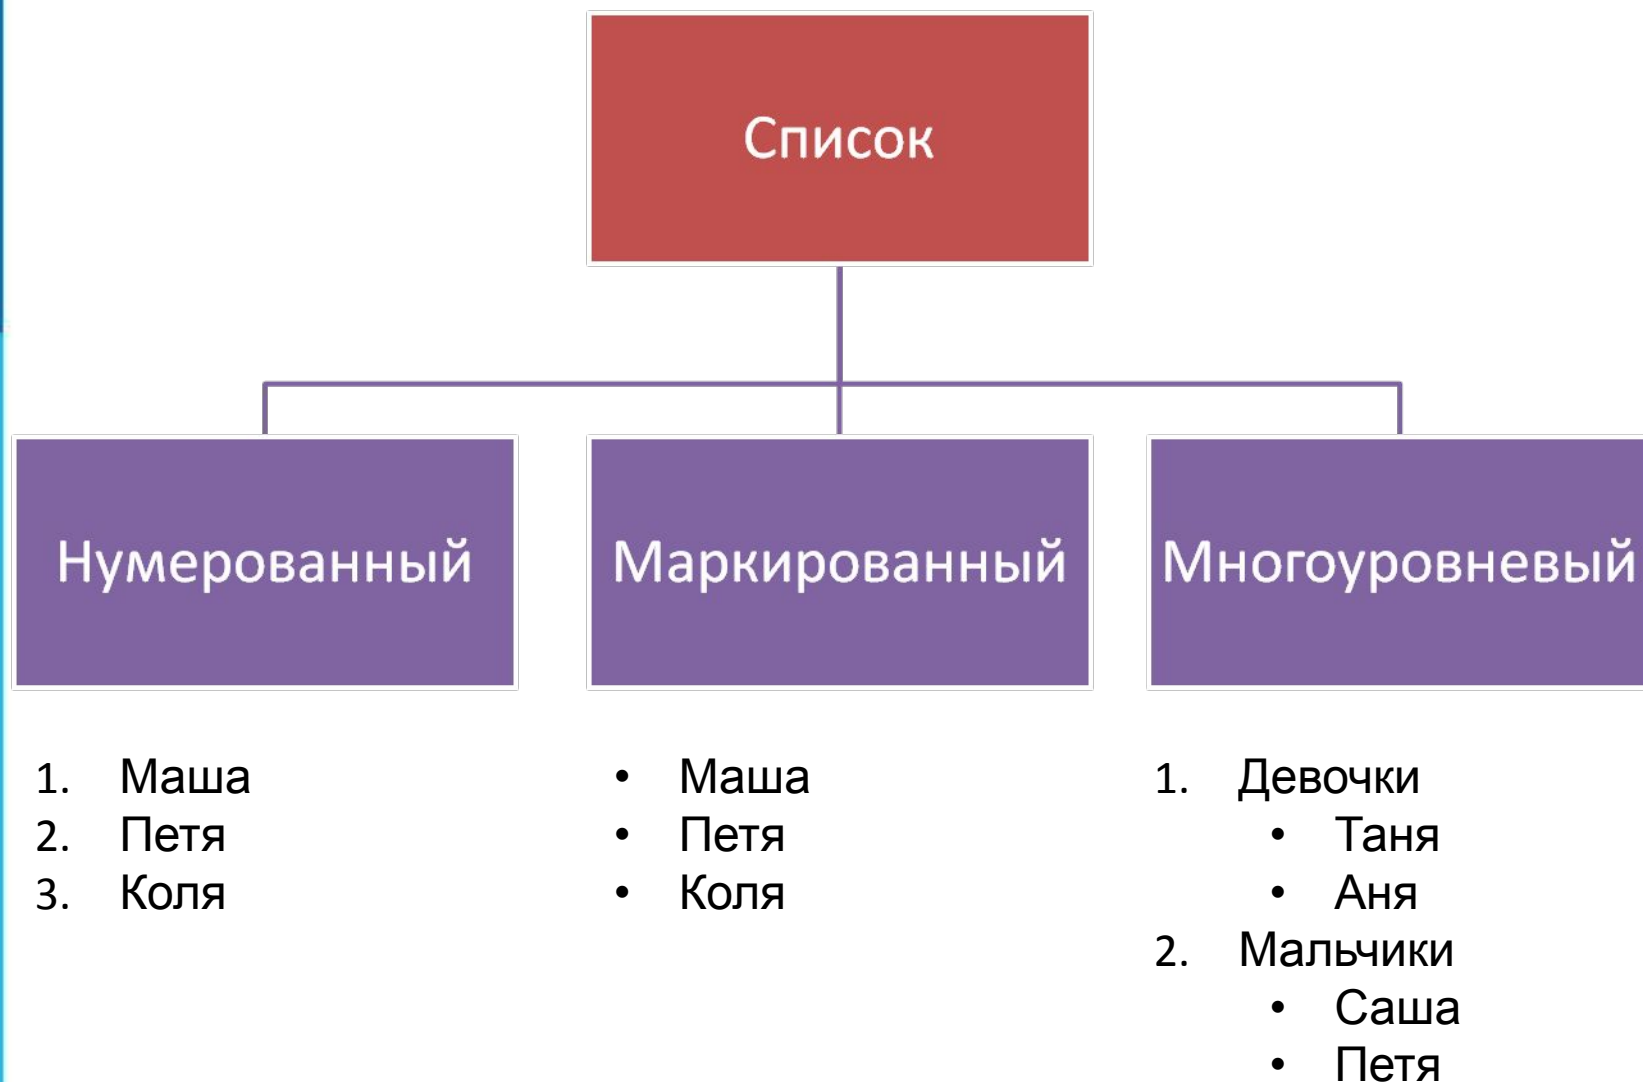 Список
Нумерованный
Маркированный
Многоуровневый
1. Маша
2. Петя
3. Коля
• Маша
• Петя
• Коля
1. Девочки
• Таня
• Аня
2. Мальчики
• Саша
• Петя